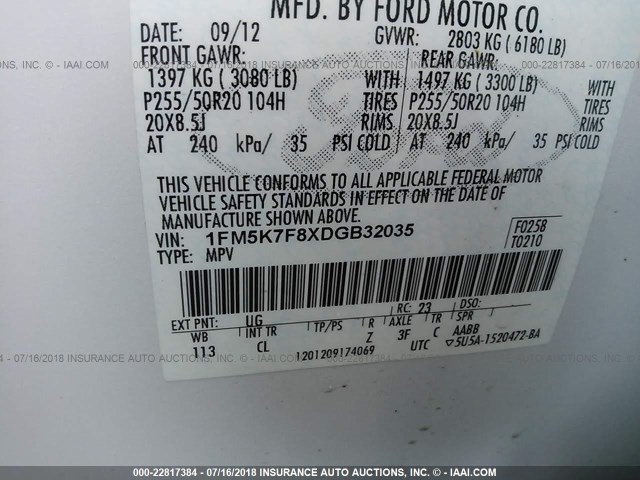 MFD. BY FORD MOTOR CO.
DATE: 09/12 GVWR: 2803 KG ( 6180 LB)
FRONT GAWR: REAR GAWR:
1397 KG ( 3080 LB) WITH 1497 KG ( 3300 LB) WITH
P255/50R20 104H TIRES P255/50R20 104H TIRES
20X8.5J RIMS 20X8.5J RIMS
AT 240 kPa/ 35 PSI COLD AT 240 kPa/ 35 PSI COLD
THIS VEHICLE CONFORMS TO ALL APPLICABLE FEDERAL MOTOR
VEHICLE SAFETY STANDARDS IN EFFECT ON THE DATE OF
MANUFACTURE SHOWN ABOVE.
VIN: 1FM5K7F8XDGB32035 F0258
TYPE: MPV T0210
EXT PNT: UG RC: 23 DSO:
WB INT TR TP/PS R AXLE TR SPR
113 CL Z 3F C AABB
1201209174069 UTC ▽5U5A-1520472-BA
000-22817384 - 07/16/2018 INSURANCE AUTO AUCTIONS - © - IAAI.COM